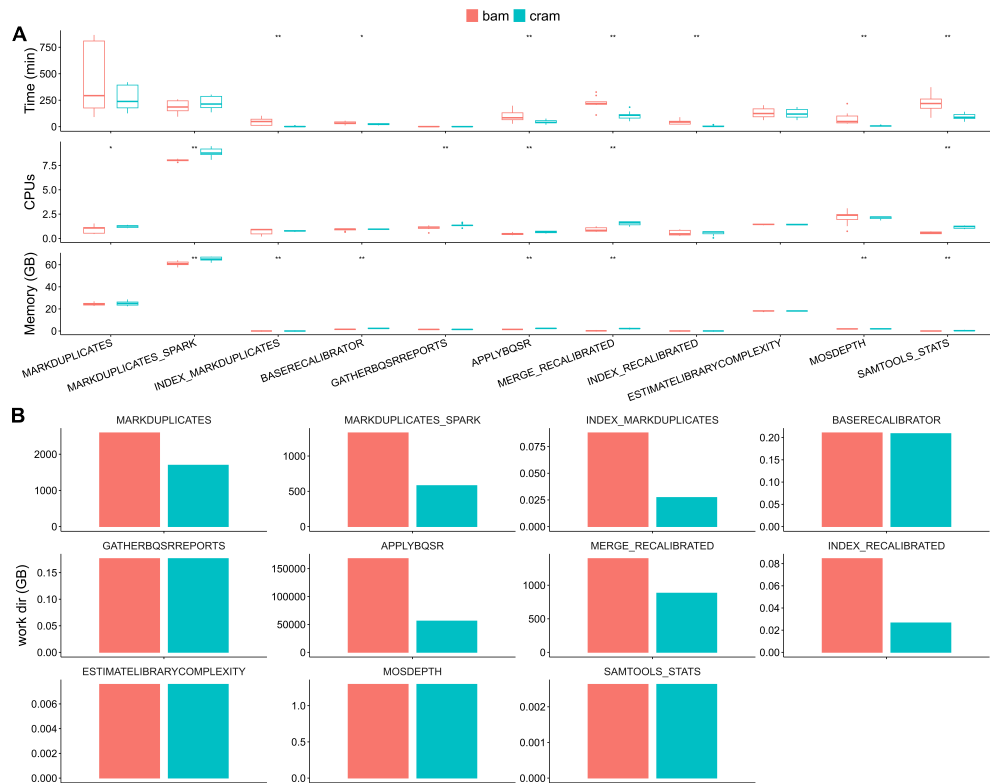 bam cram
A
Time (min)
750
500
250
0
** * ** ** ** ** **
CPUs
7.5
5.0
2.5
0.0
* ** ** ** ** **
Memory (GB)
60
40
20
0
** ** ** ** ** ** **
MARKDUPLICATES
MARKDUPLICATES_SPARK
INDEX_MARKDUPLICATES
BASERECALIBRATOR
GATHERBQSRREPORTS
APPLYBQSR
MERGE_RECALIBRATED
INDEX_RECALIBRATED
ESTIMATELIBRARYCOMPLEXITY
MOSDEPTH
SAMTOOLS_STATS
B
work dir (GB)
MARKDUPLICATES
2000
1000
0
MARKDUPLICATES_SPARK
1000
500
0
INDEX_MARKDUPLICATES
0.075
0.050
0.025
0.000
BASERECALIBRATOR
0.20
0.15
0.10
0.05
0.00
GATHERBQSRREPORTS
0.15
0.10
0.05
0.00
APPLYBQSR
150000
100000
50000
0
MERGE_RECALIBRATED
1000
500
0
INDEX_RECALIBRATED
0.08
0.06
0.04
0.02
0.00
ESTIMATELIBRARYCOMPLEXITY
0.006
0.004
0.002
0.000
MOSDEPTH
1.0
0.5
0.0
SAMTOOLS_STATS
0.002
0.001
0.000